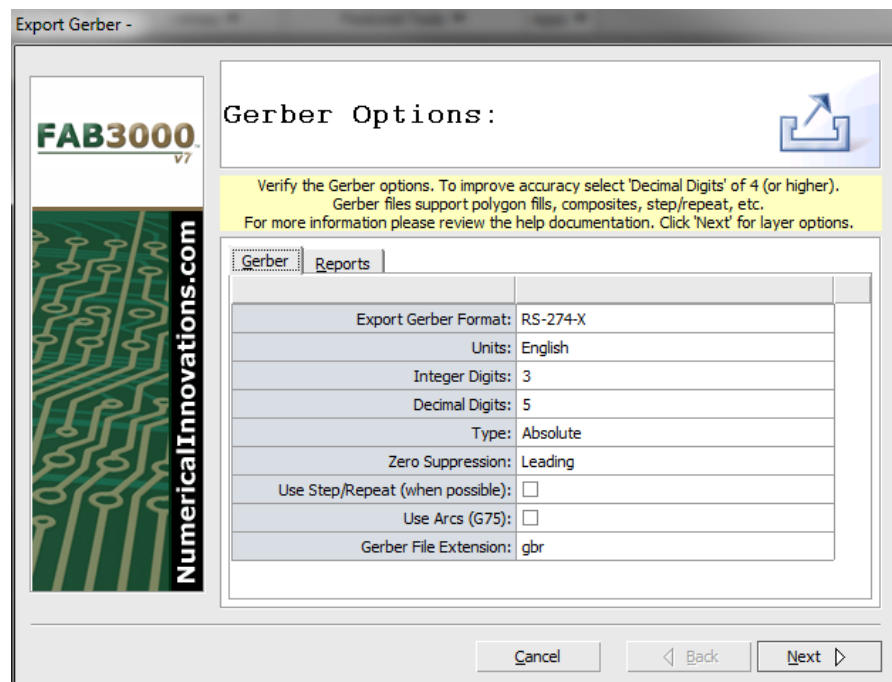 Export Gerber -
FAB3000
v7
Gerber Options:
Verify the Gerber options. To improve accuracy select 'Decimal Digits' of 4 (or higher).
Gerber files support polygon fills, composites, step/repeat, etc.
For more information please review the help documentation. Click 'Next' for layer options.
NumericalInnovations.com
Gerber Reports
Export Gerber Format: RS-274-X
Units: English
Integer Digits: 3
Decimal Digits: 5
Type: Absolute
Zero Suppression: Leading
Use Step/Repeat (when possible):
Use Arcs (G75):
Gerber File Extension: gbr
Cancel Back Next